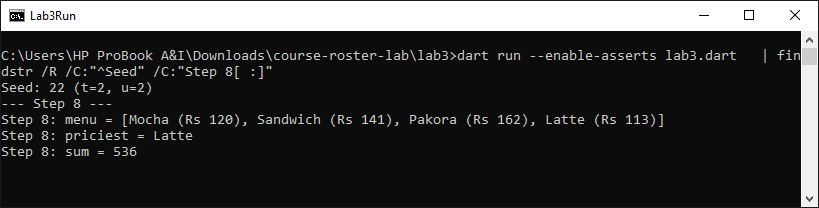 Lab3Run
C:\Users\HP ProBook A&I\Downloads\course-roster-lab\lab3>dart run --enable-asserts lab3.dart   | fin
dstr /R /C:"^Seed" /C:"Step 8[ :]"
Seed: 22 (t=2, u=2)
--- Step 8 ---
Step 8: menu = [Mocha (Rs 120), Sandwich (Rs 141), Pakora (Rs 162), Latte (Rs 113)]
Step 8: priciest = Latte
Step 8: sum = 536